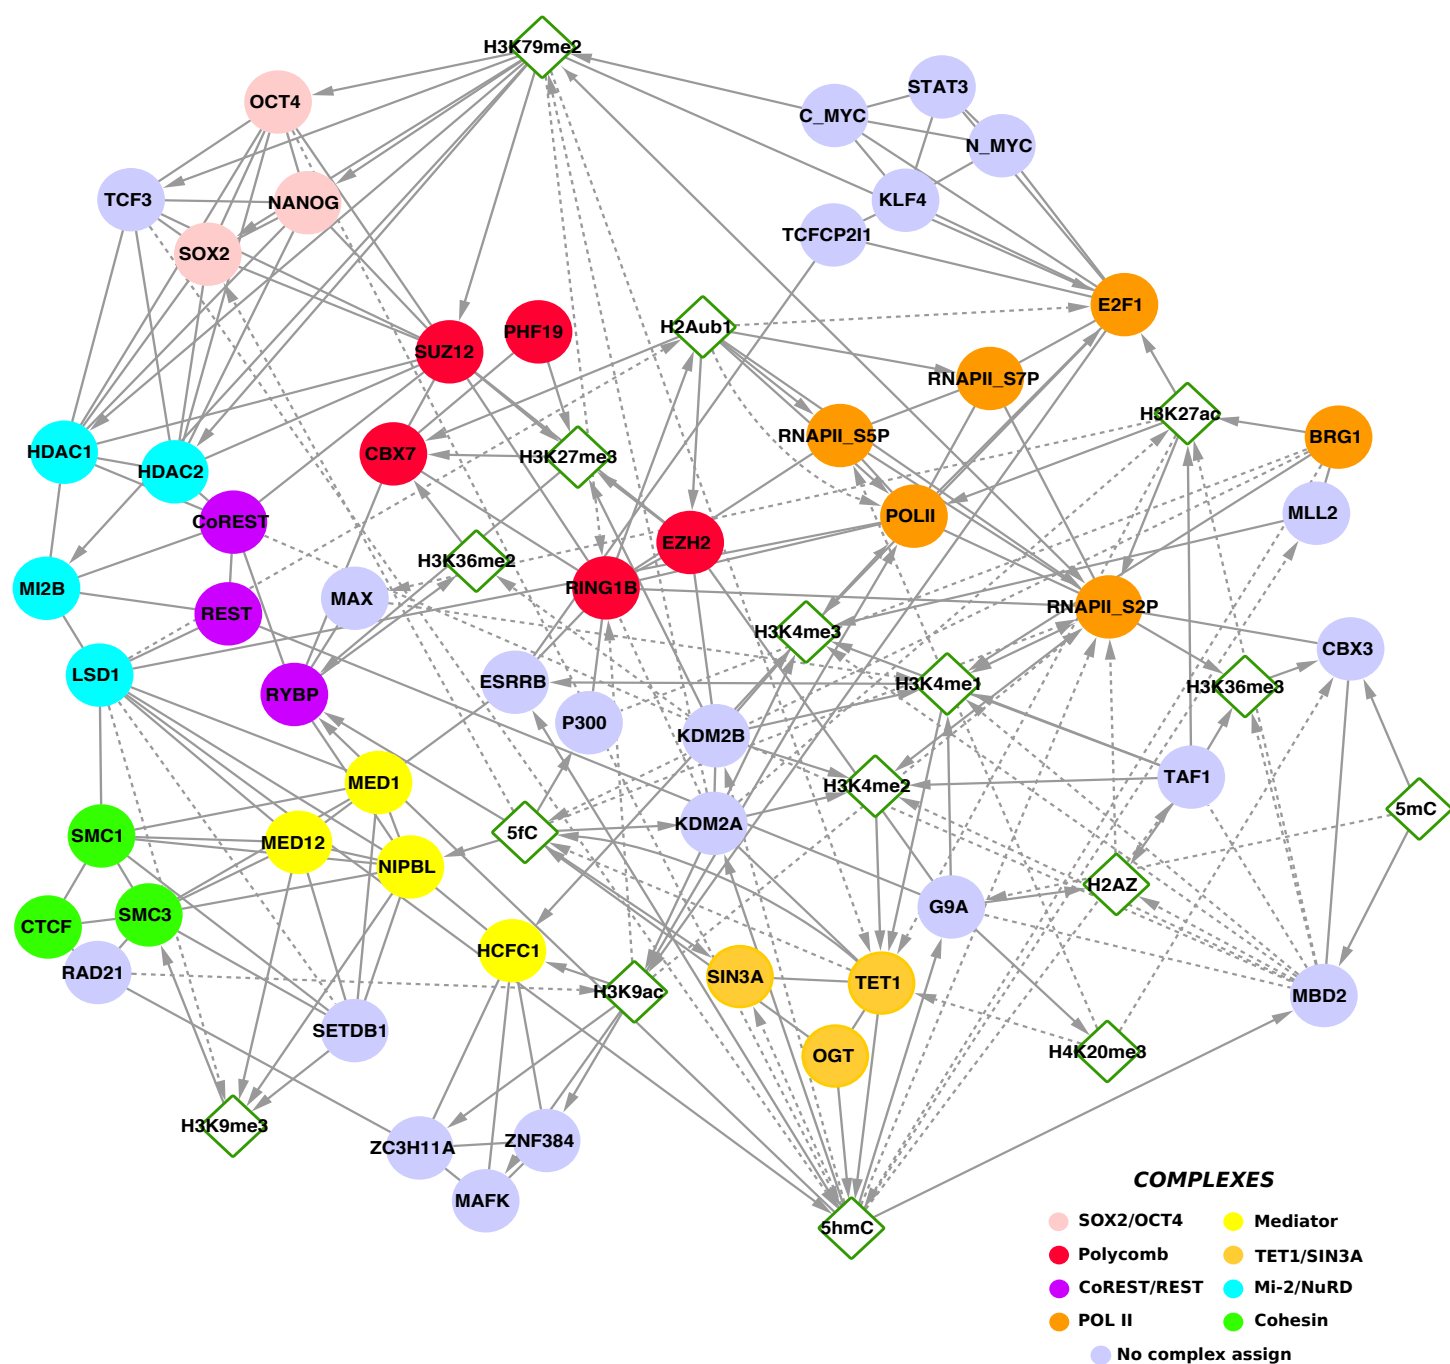 H3K79me2
STAT3
OCT4
C_MYC
N_MYC
TCF3
NANOG
KLF4
TCFCP2I1
SOX2
E2F1
H2Aub1
PHF19
SUZ12
RNAPII_S7P
H3K27ac
RNAPII_S5P
BRG1
HDAC1
CBX7
H3K27me3
HDAC2
MLL2
POLII
CoREST
EZH2
H3K36me2
MI2B
RING1B
MAX
RNAPII_S2P
REST
H3K4me3
CBX3
LSD1
ESRRB
H3K4me1
H3K36me3
RYBP
P300
KDM2B
MED1
H3K4me2
TAF1
5mC
KDM2A
5fC
SMC1
MED12
NIPBL
H2AZ
G9A
SMC3
CTCF
HCFC1
RAD21
SIN3A
TET1
H3K9ac
MBD2
SETDB1
OGT
H4K20me3
H3K9me3
ZC3H11A
ZNF384
MAFK
5hmC
COMPLEXES
SOX2/OCT4
Mediator
Polycomb
TET1/SIN3A
CoREST/REST
Mi-2/NuRD
POL II
Cohesin
No complex assign